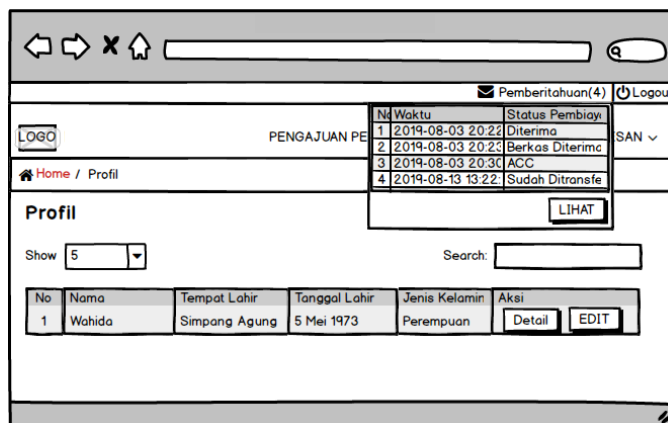 Pemberitahuan(4) Logou
LOGO PENGAJUAN PE SAN
No Waktu Status Pembiay
1 2019-08-03 20:22 Diterima
2 2019-08-03 20:23 Berkas Diterima
3 2019-08-03 20:30 ACC
4 2019-08-13 13:22: Sudah Ditransfe
LIHAT
Home / Profil
Profil
Show 5 Search:
No Nama Tempat Lahir Tanggal Lahir Jenis Kelamin Aksi
1 Wahida Simpang Agung 5 Mei 1973 Perempuan Detail EDIT